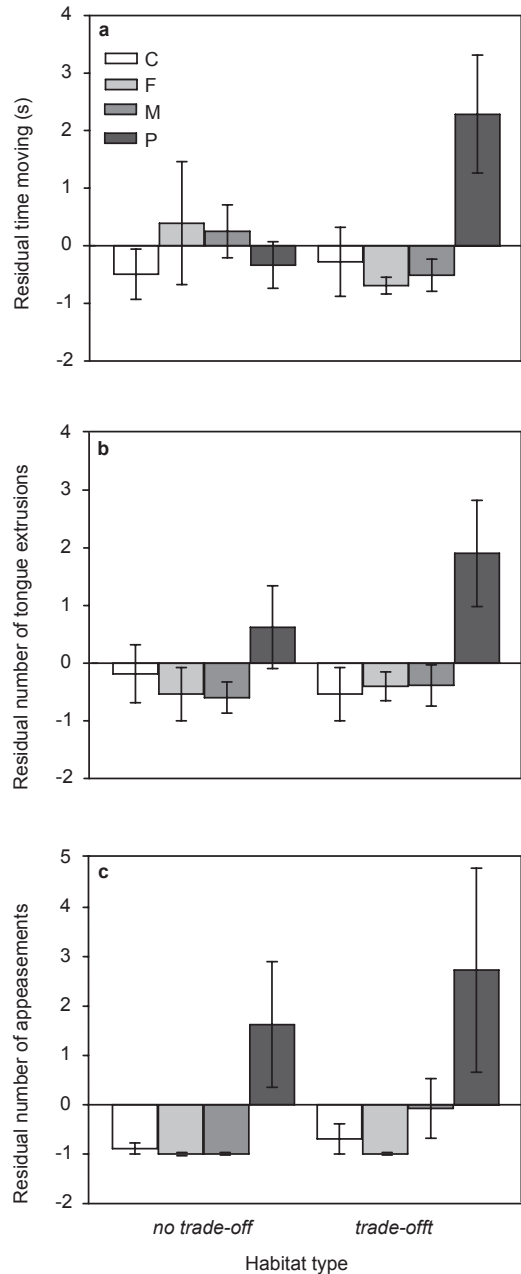 a
C
F
M
P
Residual time moving (s)
4
3
2
1
0
-1
-2
b
Residual number of tongue extrusions
4
3
2
1
0
-1
-2
c
Residual number of appeasements
5
4
3
2
1
0
-1
-2
no trade-off trade-offt
Habitat type